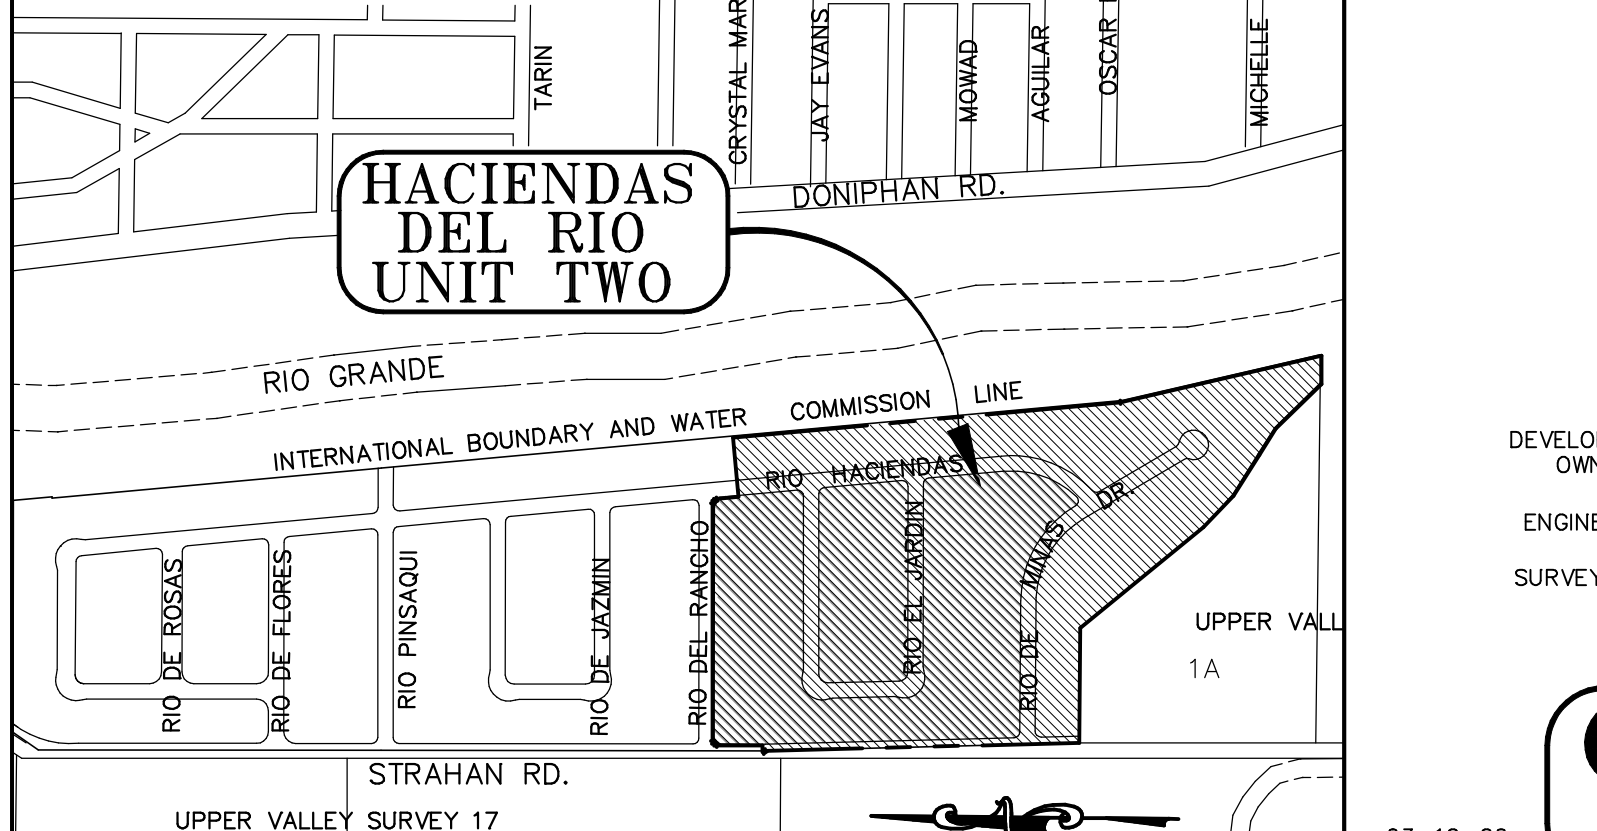 TARIN
CRYSTAL MAR
JAY EVANS
MOWAD
AGUILAR
OSCAR
MICHELLE
HACIENDAS
DEL RIO
UNIT TWO
DONIPHAN RD.
RIO GRANDE
INTERNATIONAL BOUNDARY AND WATER COMMISSION LINE
RIO HACIENDAS
RIO DE MINAS DR.
RIO DE ROSAS
RIO DE FLORES
RIO PINSAQUI
RIO DE JAZMIN
RIO DEL RANCHO
RIO EL JARDIN
UPPER VALL
1A
STRAHAN RD.
UPPER VALLEY SURVEY 17
DEVELO
OWN
ENGINE
SURVEY